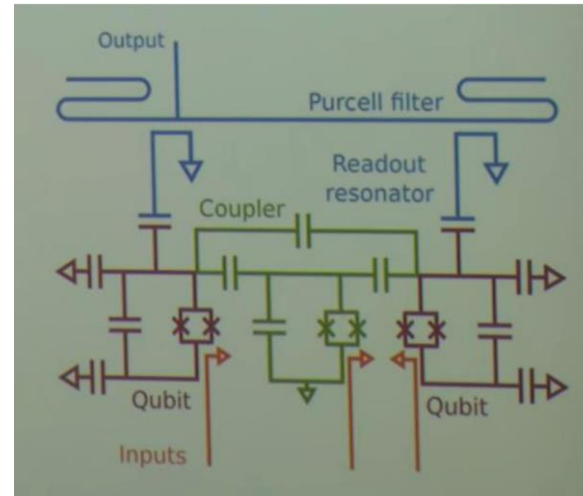 Output
Purcell filter
Readout
resonator
Coupler
Qubit
Qubit
Inputs